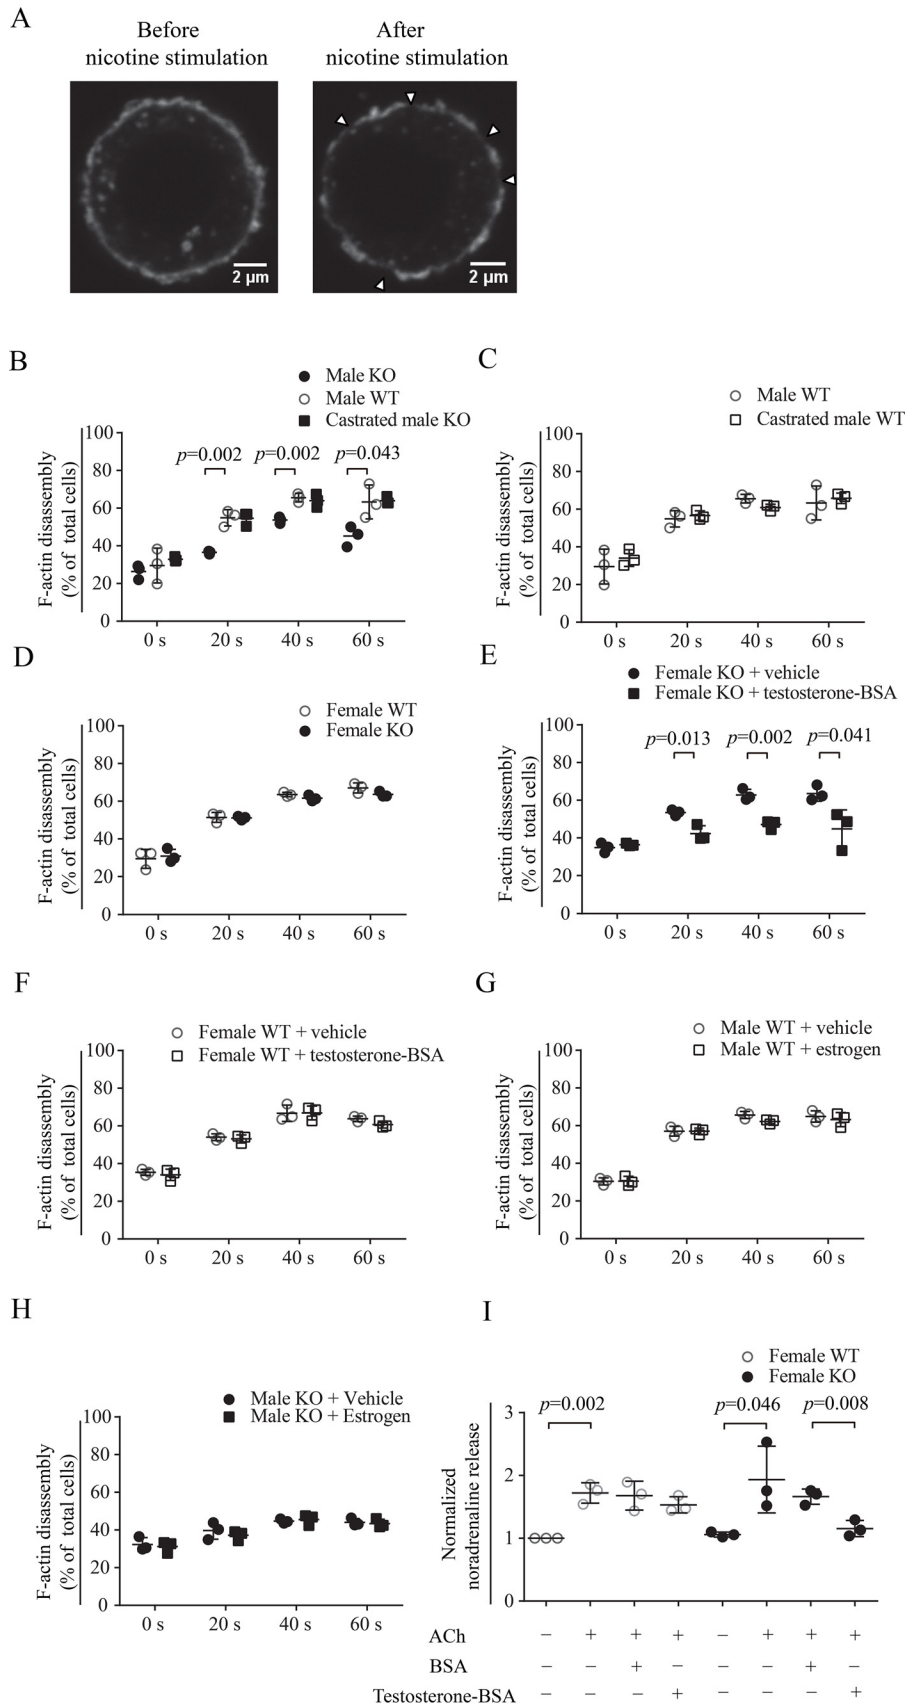 A
Before
nicotine stimulation
After
nicotine stimulation
2 µm
2 µm
B
Male KO
Male WT
Castrated male KO
F-actin disassembly
(% of total cells)
100
80
60
40
20
0
p=0.002
p=0.002
p=0.043
0 s
20 s
40 s
60 s
C
Male WT
Castrated male WT
F-actin disassembly
(% of total cells)
100
80
60
40
20
0
0 s
20 s
40 s
60 s
D
Female WT
Female KO
F-actin disassembly
(% of total cells)
100
80
60
40
20
0
0 s
20 s
40 s
60 s
E
Female KO + vehicle
Female KO + testosterone-BSA
F-actin disassembly
(% of total cells)
100
80
60
40
20
0
p=0.013
p=0.002
p=0.041
0 s
20 s
40 s
60 s
F
Female WT + vehicle
Female WT + testosterone-BSA
F-actin disassembly
(% of total cells)
100
80
60
40
20
0
0 s
20 s
40 s
60 s
G
Male WT + vehicle
Male WT + estrogen
F-actin disassembly
(% of total cells)
100
80
60
40
20
0
0 s
20 s
40 s
60 s
H
Male KO + Vehicle
Male KO + Estrogen
F-actin disassembly
(% of total cells)
100
80
60
40
20
0
0 s
20 s
40 s
60 s
I
Female WT
Female KO
Normalized
noradrenaline release
3
2
1
0
p=0.002
p=0.046
p=0.008
ACh − + + + − + + +
BSA − − + − − − + −
Testosterone-BSA − − − + − − − +